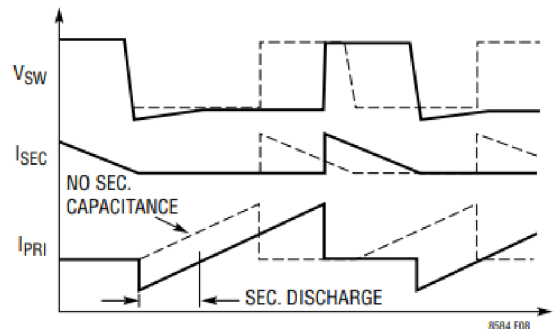 VSW
ISEC
NO SEC.
CAPACITANCE
IPRI
SEC. DISCHARGE
8584 F08